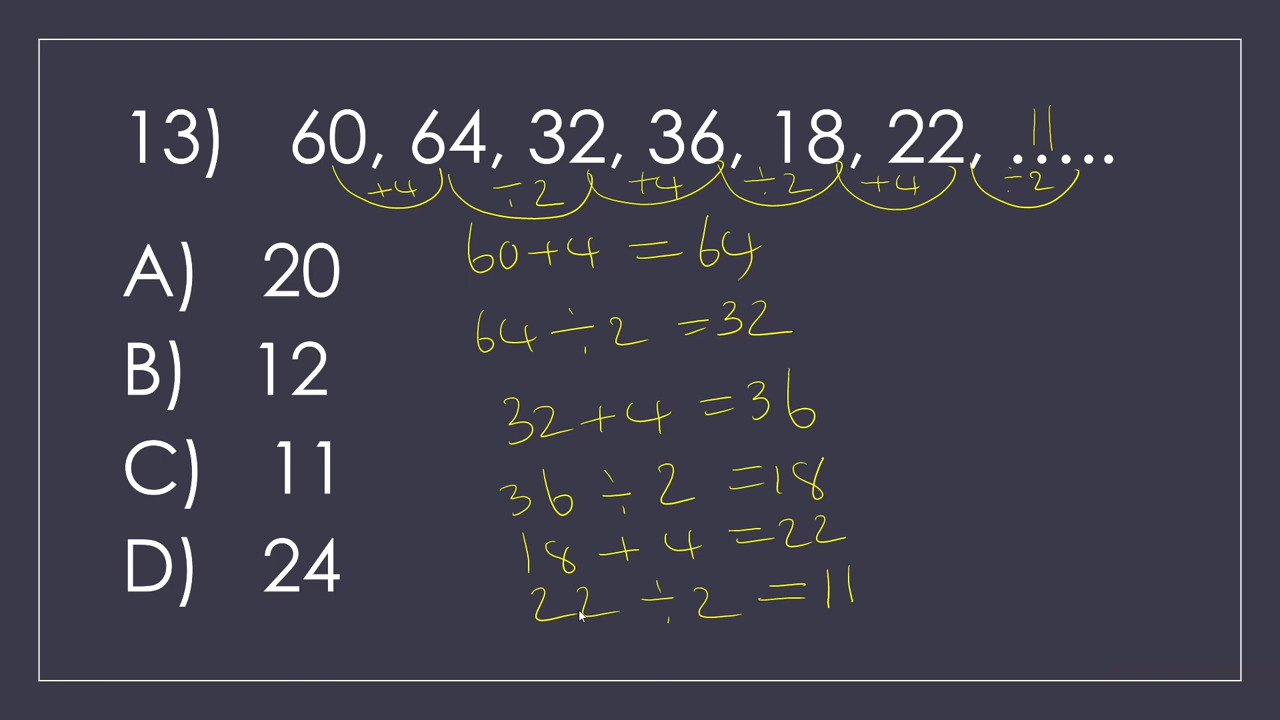 13) 60, 64, 32, 36, 18, 22, ..... 11
+4 ÷2 +4 ÷2 +4 ÷2
60+4 = 64
A) 20
64÷2 =32
B) 12
32+4 =36
C) 11
36÷2 =18
18+4 =22
D) 24
22÷2 =11